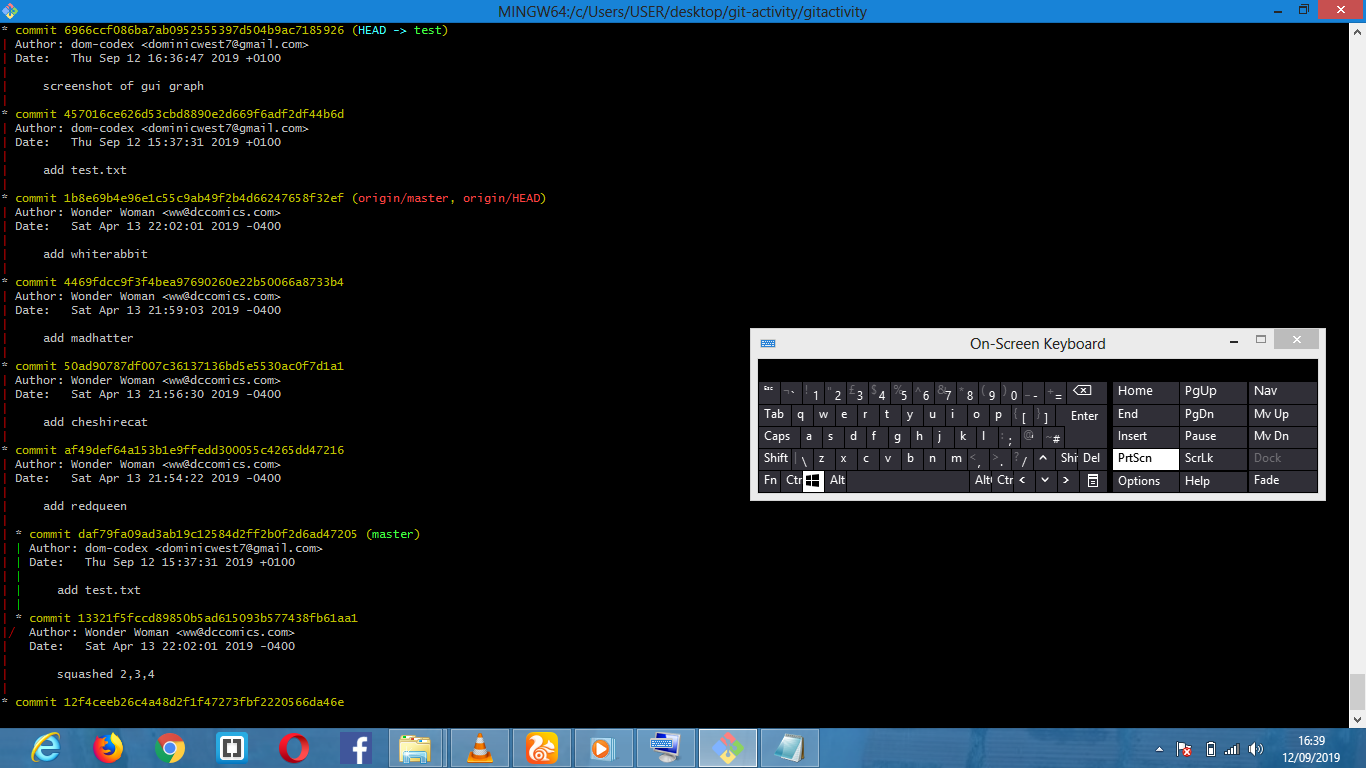 MINGW64:/c/Users/USER/desktop/git-activity/gitactivity
* commit 6966ccf086ba7ab0952555397d504b9ac7185926 (HEAD -> test)
| Author: dom-codex <dominicwest7@gmail.com>
| Date:   Thu Sep 12 16:36:47 2019 +0100
|
|     screenshot of gui graph
|
* commit 457016ce626d53cbd8890e2d669f6adf2df44b6d
| Author: dom-codex <dominicwest7@gmail.com>
| Date:   Thu Sep 12 15:37:31 2019 +0100
|
|     add test.txt
|
* commit 1b8e69b4e96e1c55c9ab49f2b4d66247658f32ef (origin/master, origin/HEAD)
| Author: Wonder Woman <ww@dccomics.com>
| Date:   Sat Apr 13 22:02:01 2019 -0400
|
|     add whiterabbit
|
* commit 4469fdcc9f3f4bea97690260e22b50066a8733b4
| Author: Wonder Woman <ww@dccomics.com>
| Date:   Sat Apr 13 21:59:03 2019 -0400
|
|     add madhatter
|
* commit 50ad90787df007c36137136bd5e5530ac0f7d1a1
| Author: Wonder Woman <ww@dccomics.com>
| Date:   Sat Apr 13 21:56:30 2019 -0400
|
|     add cheshirecat
|
* commit af49def64a153b1e9ffedd300055c4265dd47216
| Author: Wonder Woman <ww@dccomics.com>
| Date:   Sat Apr 13 21:54:22 2019 -0400
|
|     add redqueen
|
| * commit daf79fa09ad3ab19c12584d2ff2b0f2d6ad47205 (master)
| | Author: dom-codex <dominicwest7@gmail.com>
| | Date:   Thu Sep 12 15:37:31 2019 +0100
| |
| |     add test.txt
| |
| * commit 13321f5fccd89850b5ad615093b577438fb61aa1
|/  Author: Wonder Woman <ww@dccomics.com>
|   Date:   Sat Apr 13 22:02:01 2019 -0400
|
|       squashed 2,3,4
|
* commit 12f4ceeb26c4a48d2f1f47273fbf2220566da46e
On-Screen Keyboard
Esc ¬ ` ! 1 " 2 £ 3 $ 4 % 5 ^ 6 & 7 * 8 ( 9 ) 0 _ - + = Home PgUp Nav
Tab q w e r t y u i o p { [ } ] Enter End PgDn Mv Up
Caps a s d f g h j k l : ; @ ~ # Insert Pause Mv Dn
Shift | \ z x c v b n m < , > . ? / ^ Shi Del PrtScn ScrLk Dock
Fn Ctr Alt Alt Ctr < > Options Help Fade
16:39
12/09/2019